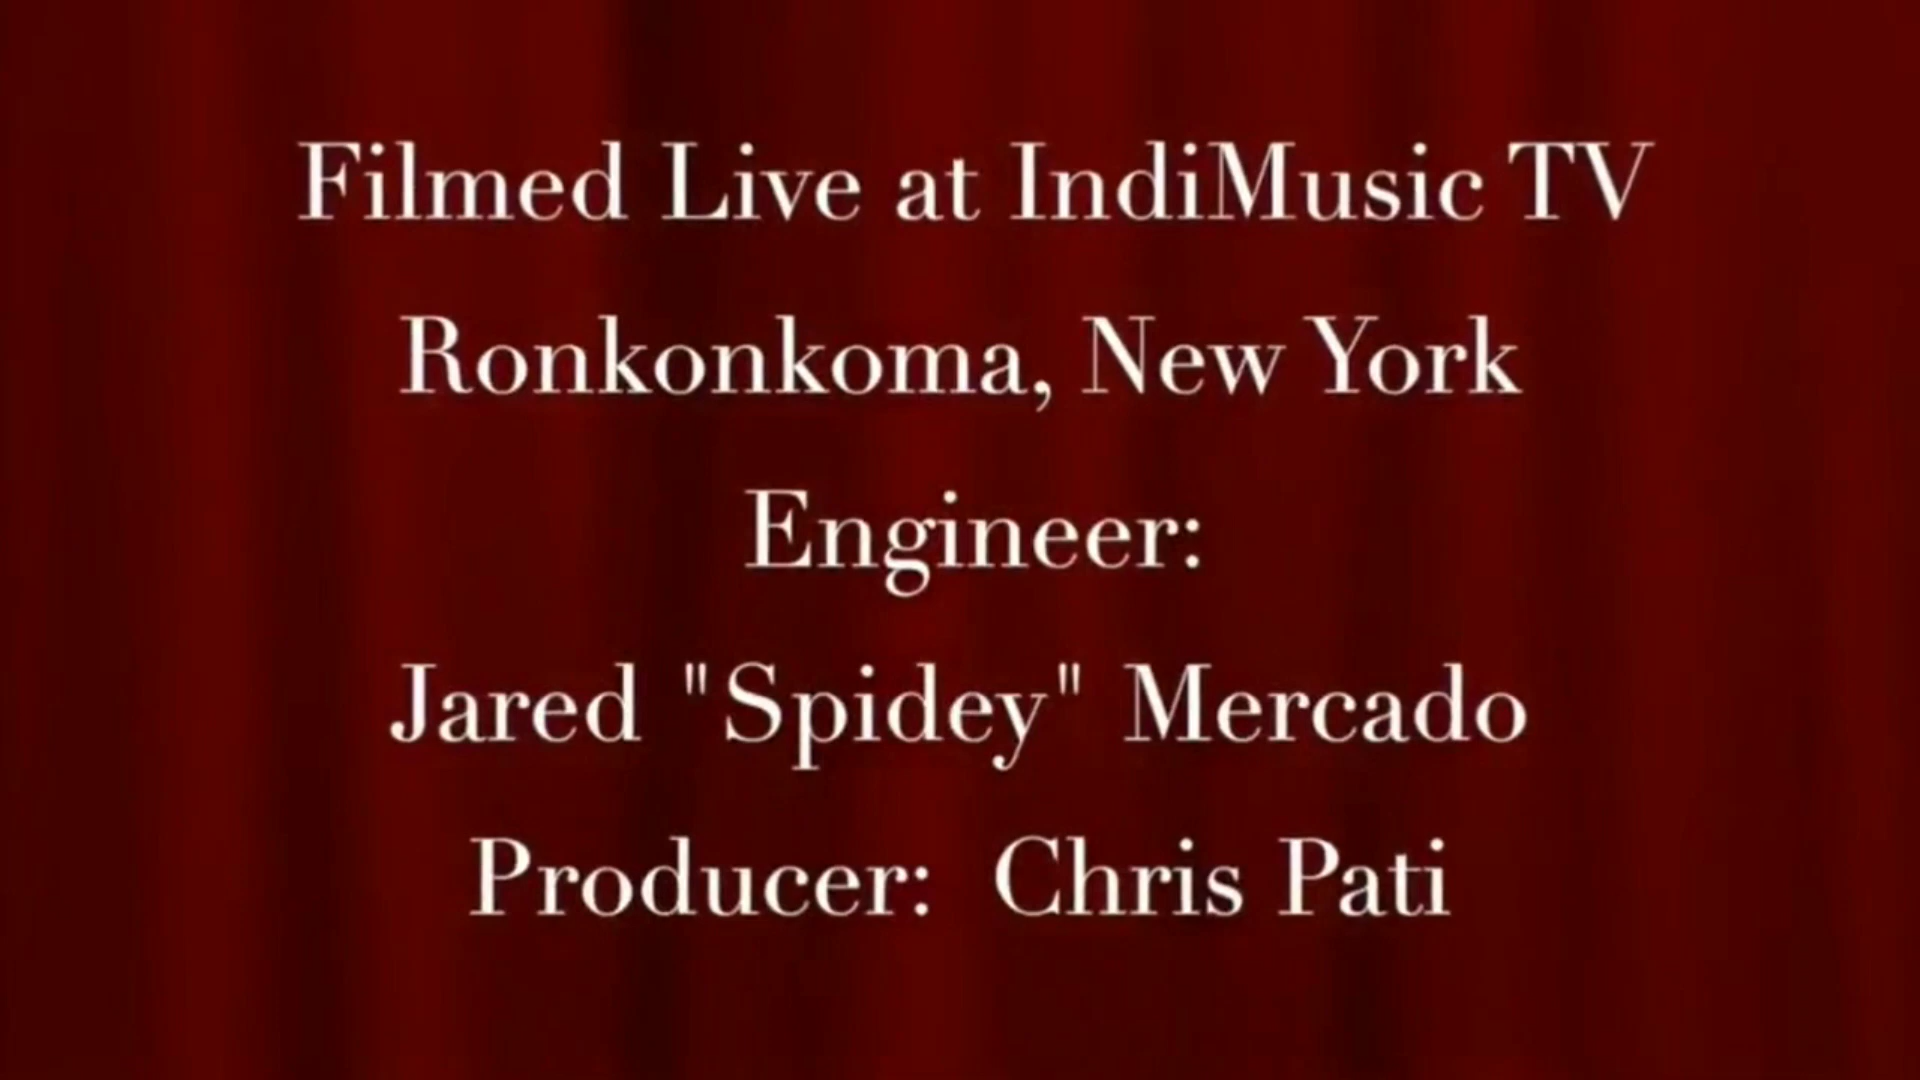 Filmed Live at IndiMusic TV
Ronkonkoma, New York
Engineer:
Jared "Spidey" Mercado
Producer: Chris Pati